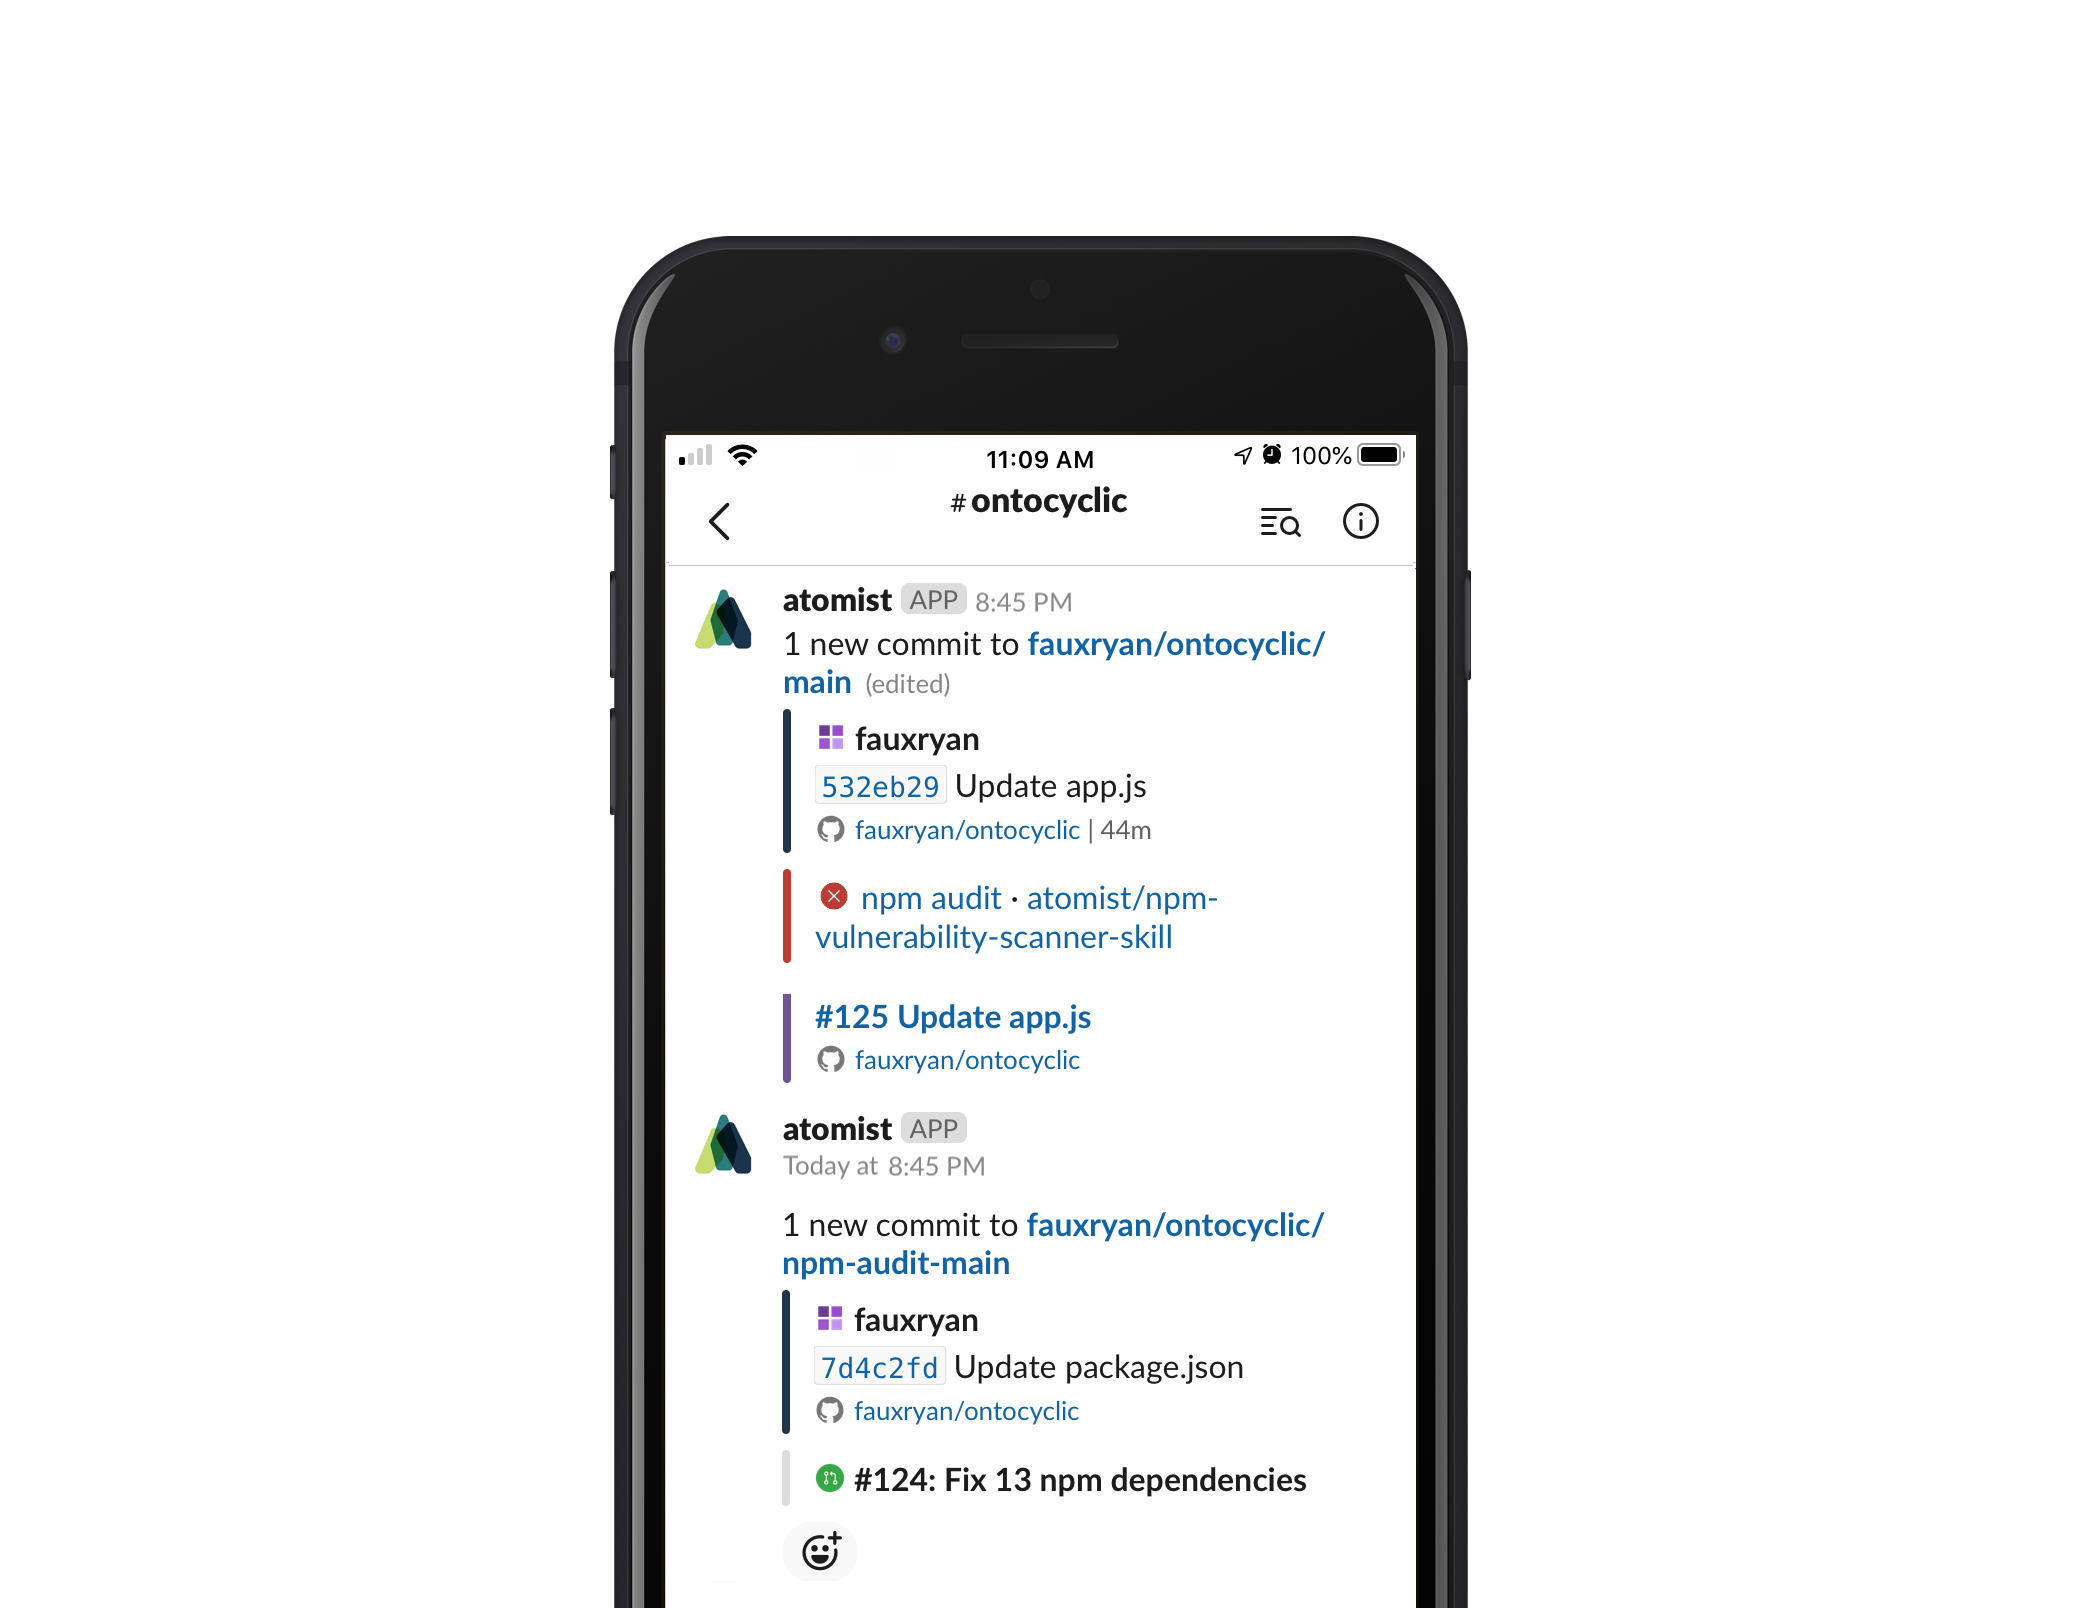 11:09 AM
100%
# ontocyclic
atomist APP 8:45 PM
1 new commit to fauxryan/ontocyclic/
main (edited)
fauxryan
532eb29 Update app.js
fauxryan/ontocyclic | 44m
npm audit · atomist/npm-
vulnerability-scanner-skill
#125 Update app.js
fauxryan/ontocyclic
atomist APP
Today at 8:45 PM
1 new commit to fauxryan/ontocyclic/
npm-audit-main
fauxryan
7d4c2fd Update package.json
fauxryan/ontocyclic
#124: Fix 13 npm dependencies